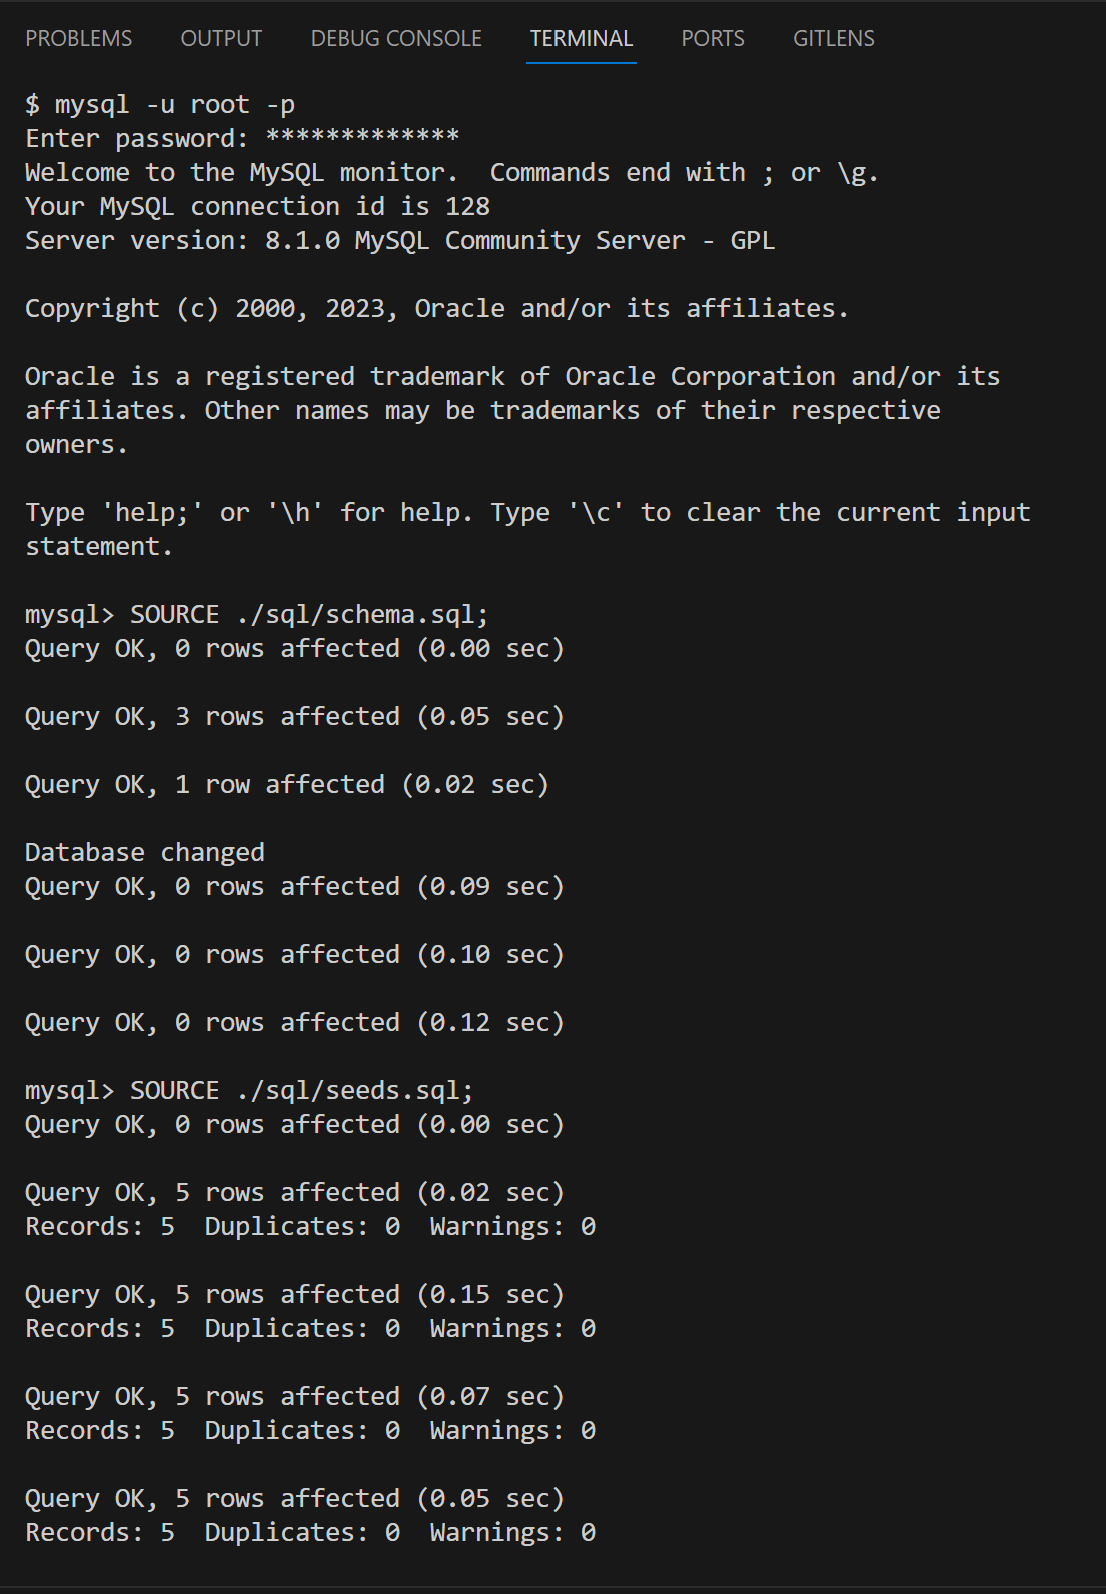 PROBLEMS OUTPUT DEBUG CONSOLE TERMINAL PORTS GITLENS
$ mysql -u root -p
Enter password: *************
Welcome to the MySQL monitor.  Commands end with ; or \g.
Your MySQL connection id is 128
Server version: 8.1.0 MySQL Community Server - GPL
Copyright (c) 2000, 2023, Oracle and/or its affiliates.
Oracle is a registered trademark of Oracle Corporation and/or its
affiliates. Other names may be trademarks of their respective
owners.
Type 'help;' or '\h' for help. Type '\c' to clear the current input
statement.
mysql> SOURCE ./sql/schema.sql;
Query OK, 0 rows affected (0.00 sec)
Query OK, 3 rows affected (0.05 sec)
Query OK, 1 row affected (0.02 sec)
Database changed
Query OK, 0 rows affected (0.09 sec)
Query OK, 0 rows affected (0.10 sec)
Query OK, 0 rows affected (0.12 sec)
mysql> SOURCE ./sql/seeds.sql;
Query OK, 0 rows affected (0.00 sec)
Query OK, 5 rows affected (0.02 sec)
Records: 5  Duplicates: 0  Warnings: 0
Query OK, 5 rows affected (0.15 sec)
Records: 5  Duplicates: 0  Warnings: 0
Query OK, 5 rows affected (0.07 sec)
Records: 5  Duplicates: 0  Warnings: 0
Query OK, 5 rows affected (0.05 sec)
Records: 5  Duplicates: 0  Warnings: 0